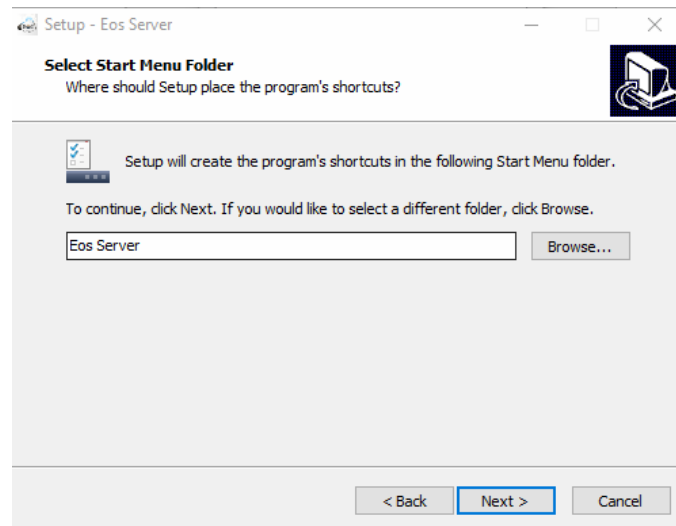 Setup - Eos Server
Select Start Menu Folder
Where should Setup place the program's shortcuts?
Setup will create the program's shortcuts in the following Start Menu folder.
To continue, click Next. If you would like to select a different folder, click Browse.
Eos Server
Browse...
< Back
Next >
Cancel